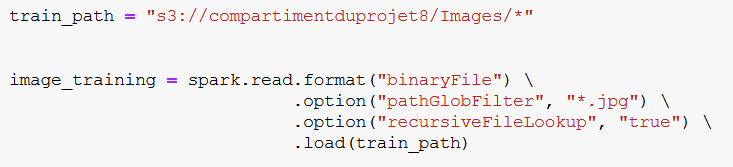 train_path = "s3://compartimentduprojet8/Images/*"
image_training = spark.read.format("binaryFile") \
.option("pathGlobFilter", "*.jpg") \
.option("recursiveFileLookup", "true") \
.load(train_path)